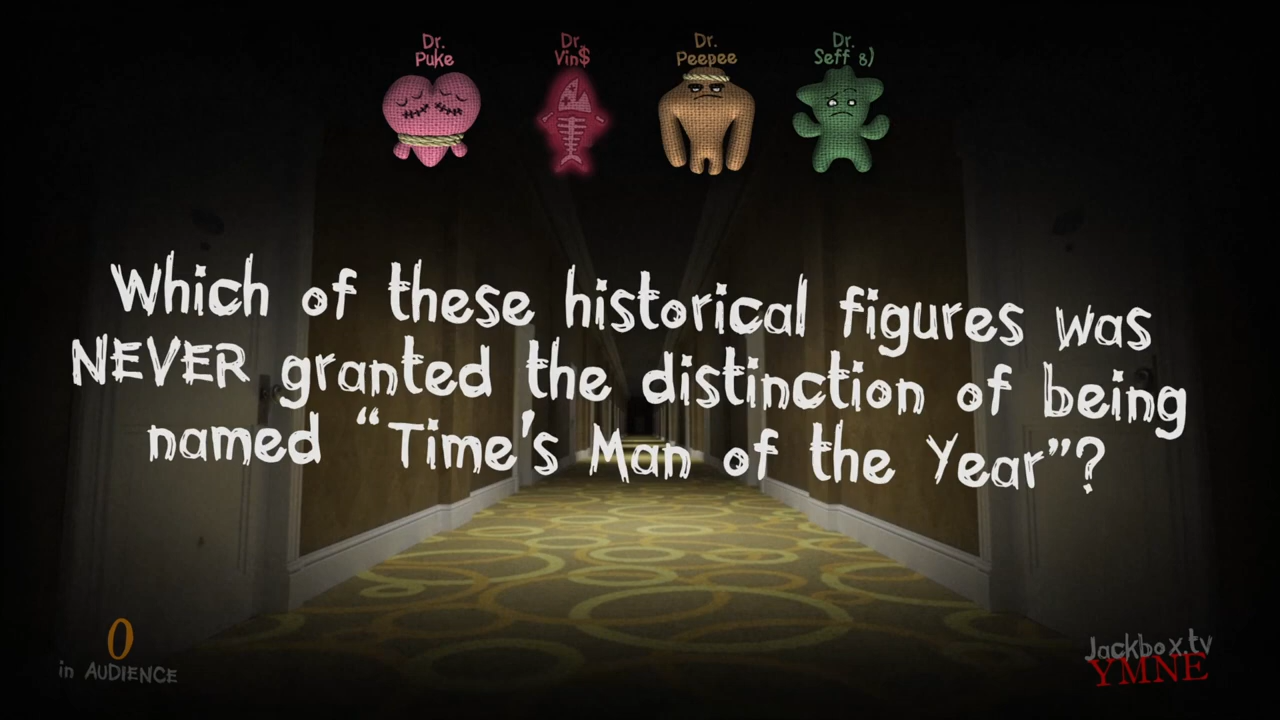 Dr.
Puke
Dr.
Vin$
Dr.
Peepee
Dr.
Seff 8)
Which of these historical figures was
NEVER granted the distinction of being
named “Time's Man of the Year”?
0
in AUDIENCE
Jackbox.tv
YMNE